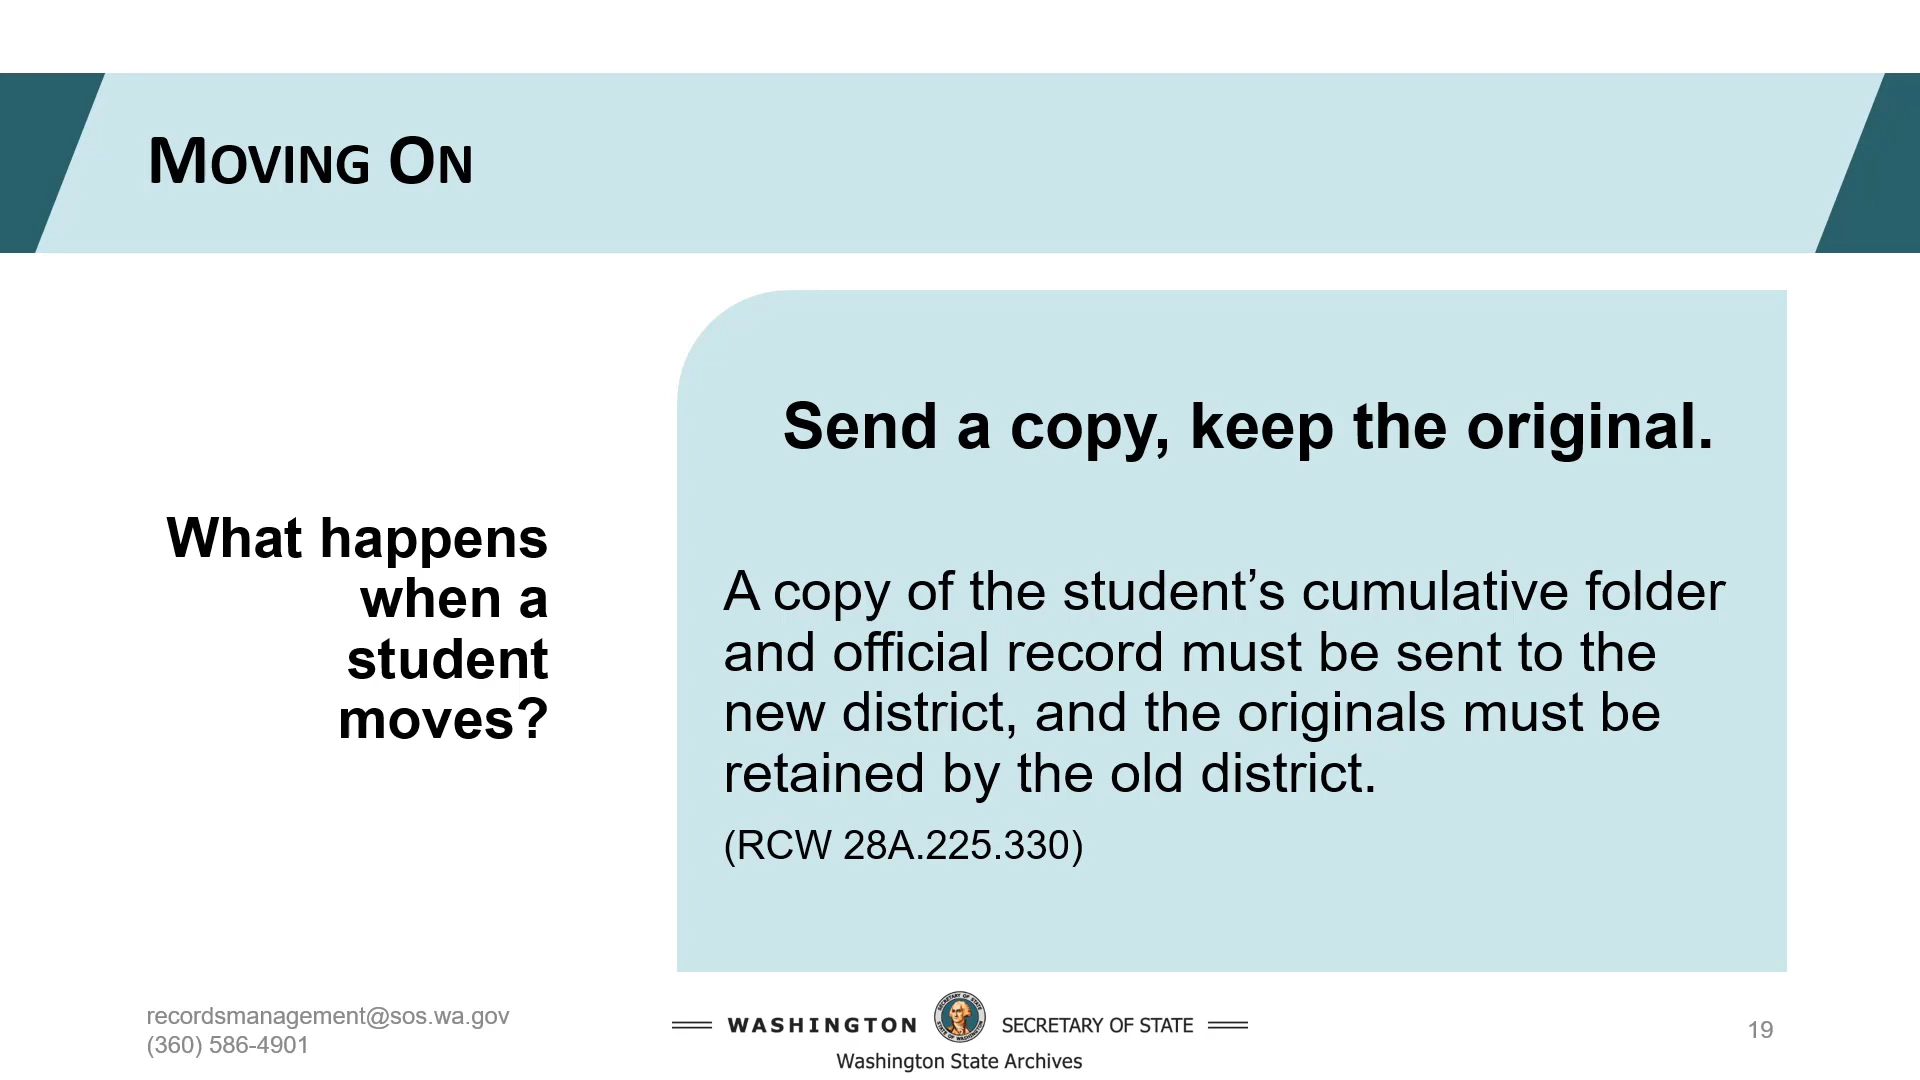 Moving On
What happens
when a
student
moves?
Send a copy, keep the original.
A copy of the student’s cumulative folder
and official record must be sent to the
new district, and the originals must be
retained by the old district.
(RCW 28A.225.330)
recordsmanagement@sos.wa.gov
(360) 586-4901
WASHINGTON SECRETARY OF STATE
Washington State Archives
19